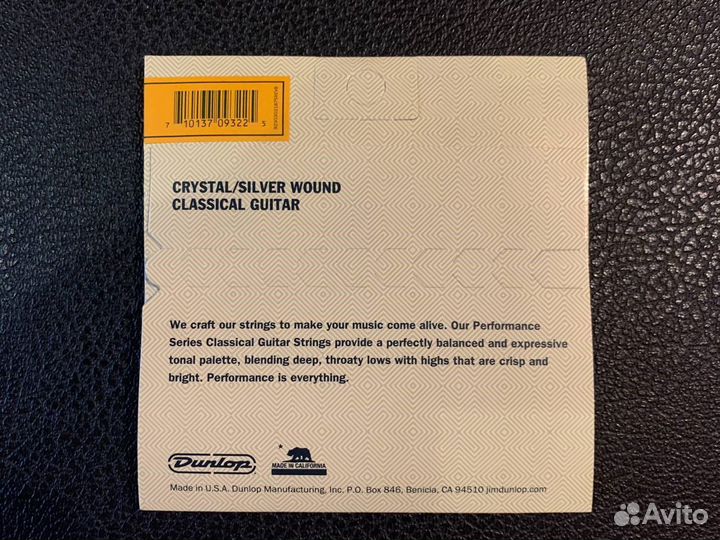 7 10137 09322 5
CRYSTAL/SILVER WOUND
CLASSICAL GUITAR
We craft our strings to make your music come alive. Our Performance
Series Classical Guitar Strings provide a perfectly balanced and expressive
tonal palette, blending deep, throaty lows with highs that are crisp and
bright. Performance is everything.
Dunlop
MADE IN CALIFORNIA
Made in U.S.A. Dunlop Manufacturing, Inc. P.O. Box 846, Benicia, CA 94510 jimdunlop.com
Avito